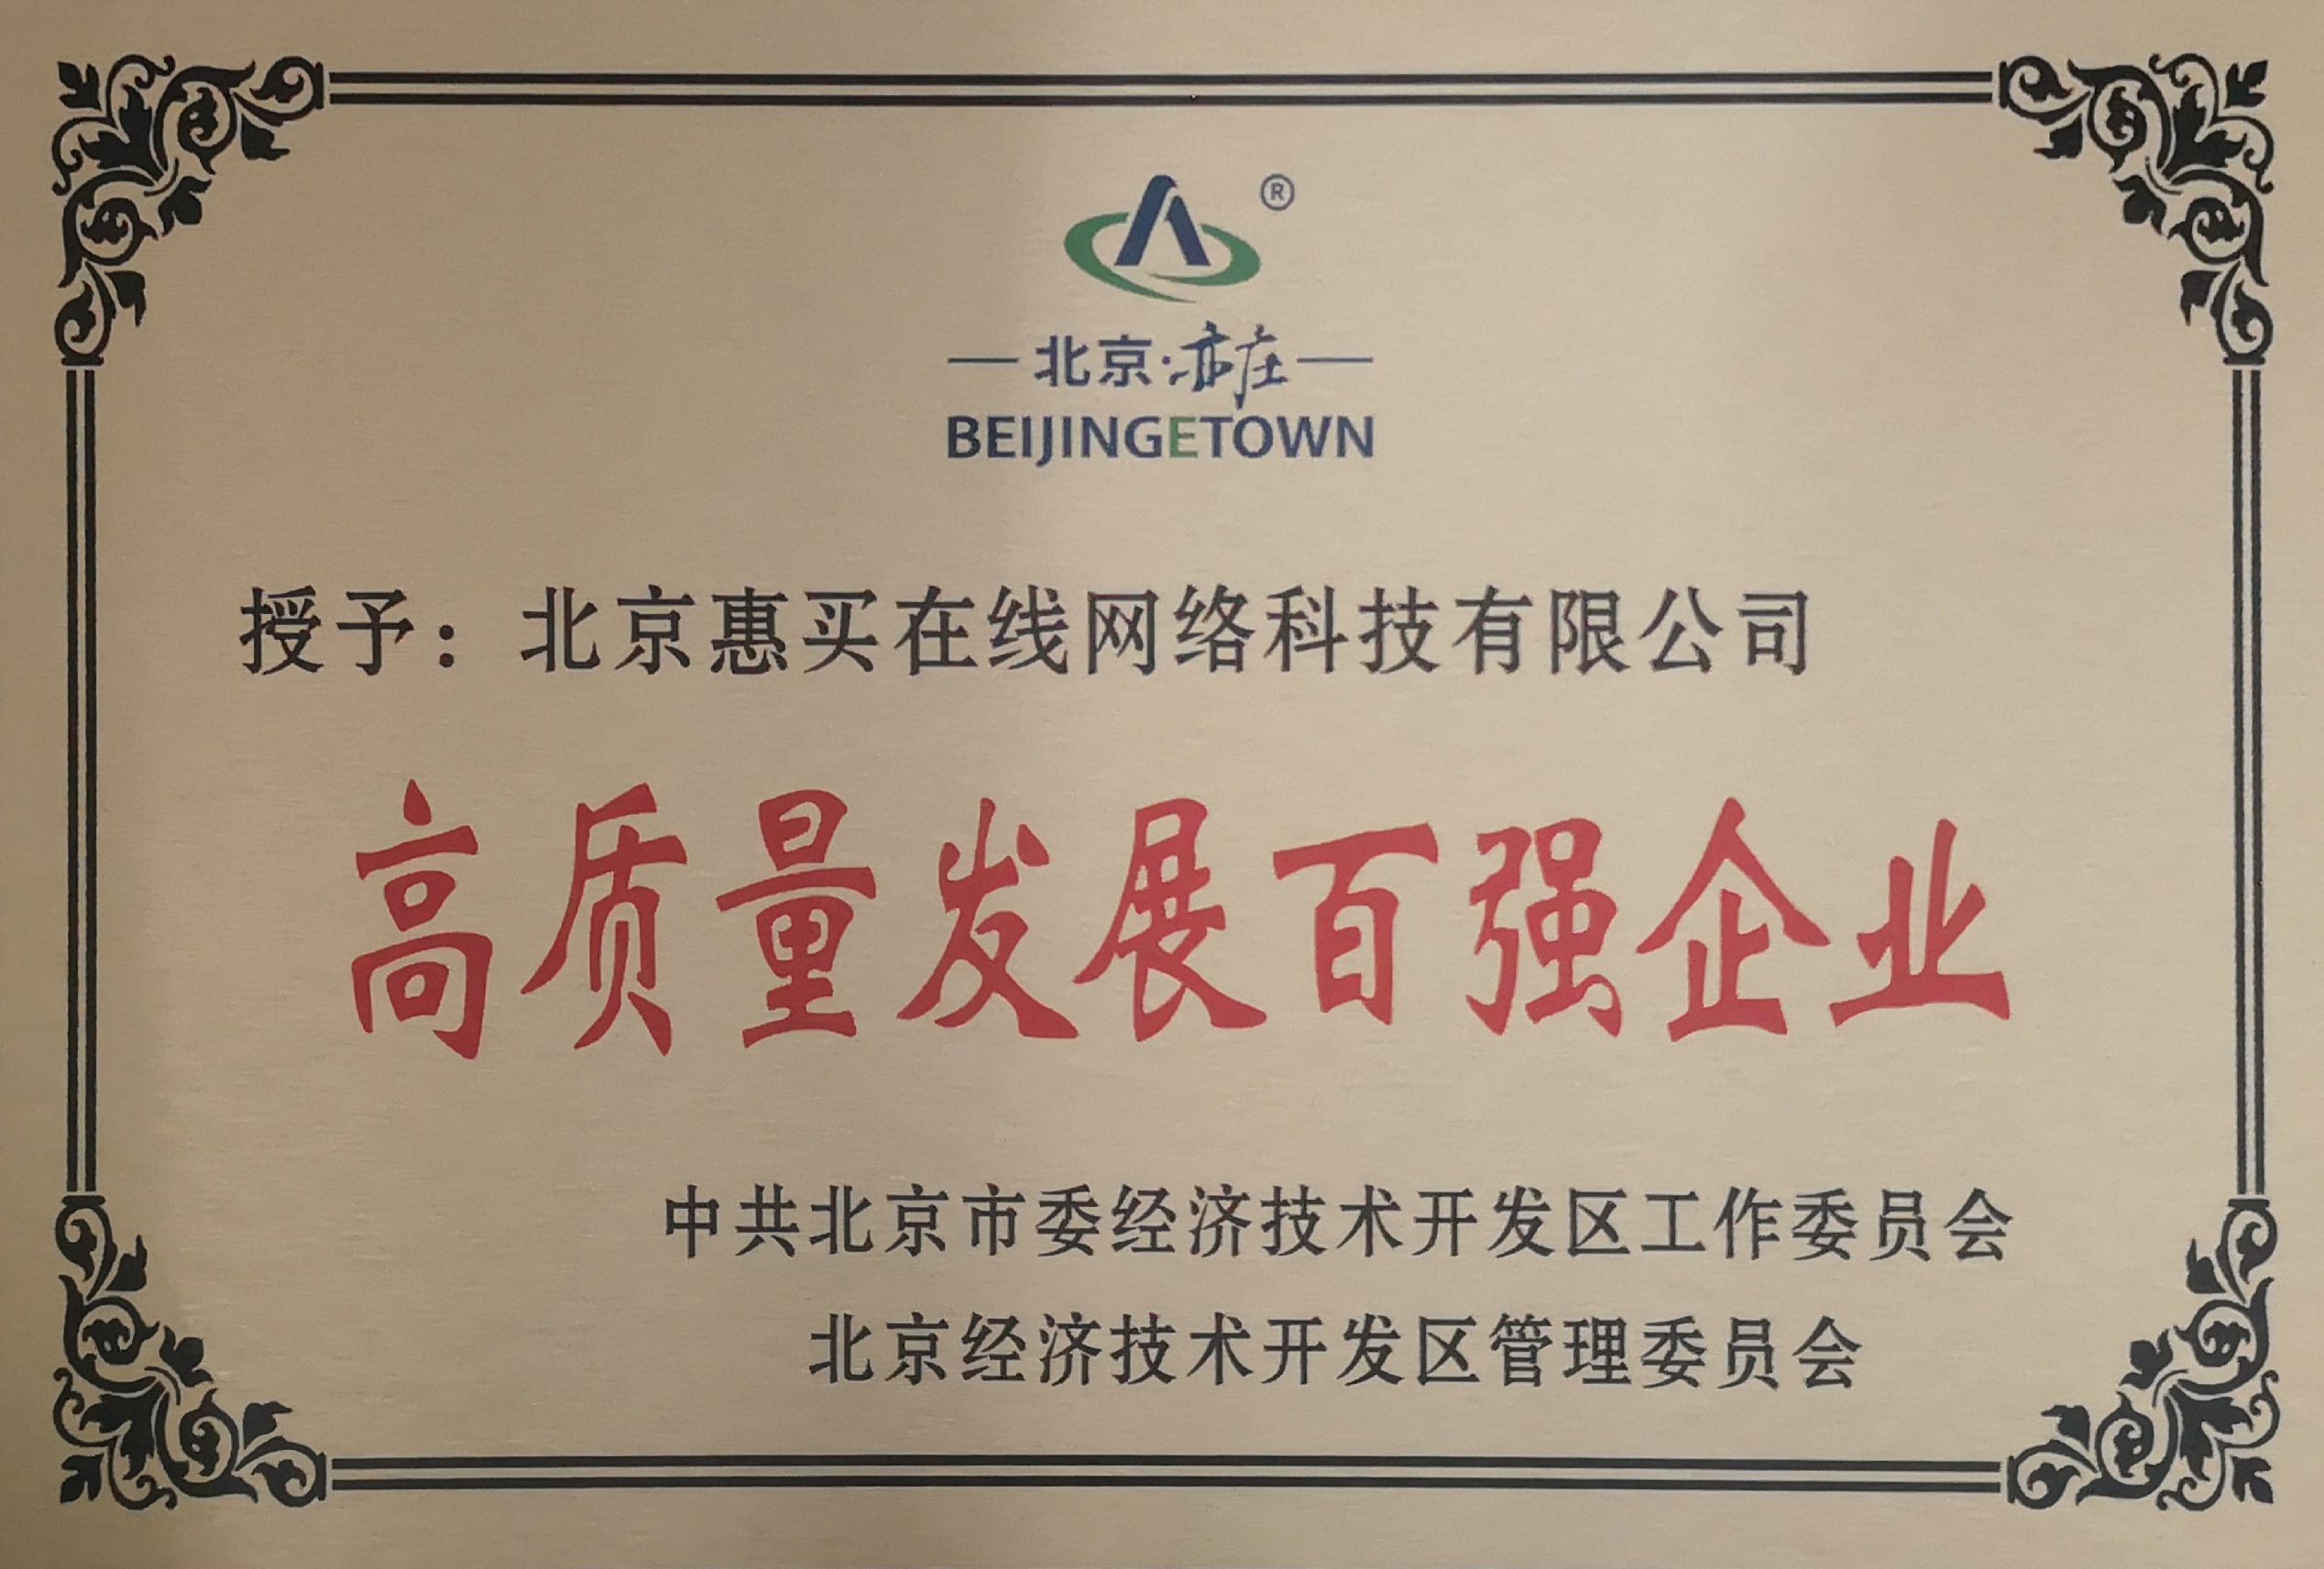 ®
北京·亦庄
BEIJINGETOWN
授予：北京惠买在线网络科技有限公司
高质量发展百强企业
中共北京市委经济技术开发区工作委员会
北京经济技术开发区管理委员会